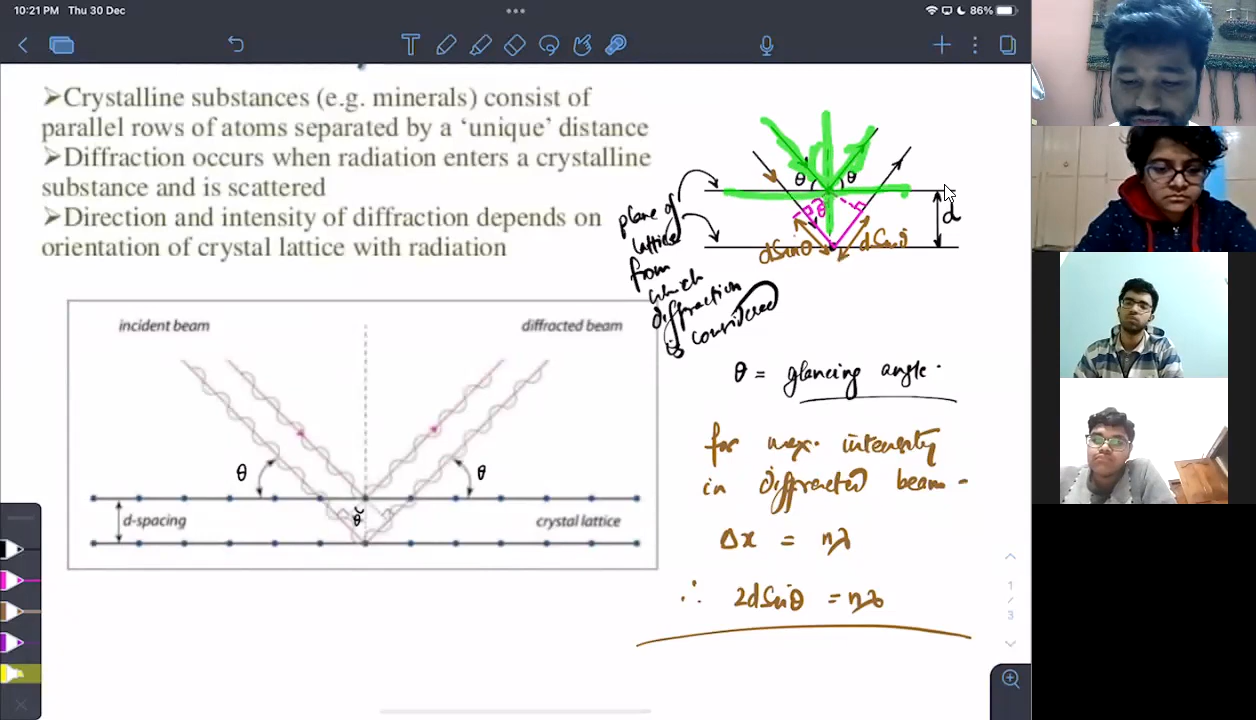 10:21 PM Thu 30 Dec
86%
T
➢Crystalline substances (e.g. minerals) consist of
parallel rows of atoms separated by a ‘unique’ distance
➢Diffraction occurs when radiation enters a crystalline
substance and is scattered
➢Direction and intensity of diffraction depends on
orientation of crystal lattice with radiation
θ θ
θ
d
dSinθ dSinθ
plane of
lattice
from
which
diffraction
is considered
incident beam
diffracted beam
θ θ
d-spacing
θ
crystal lattice
θ = glancing angle.
for max. intensity
in diffracted beam -
Δx = nλ
∴ 2dSinθ = nλ
1
/
3